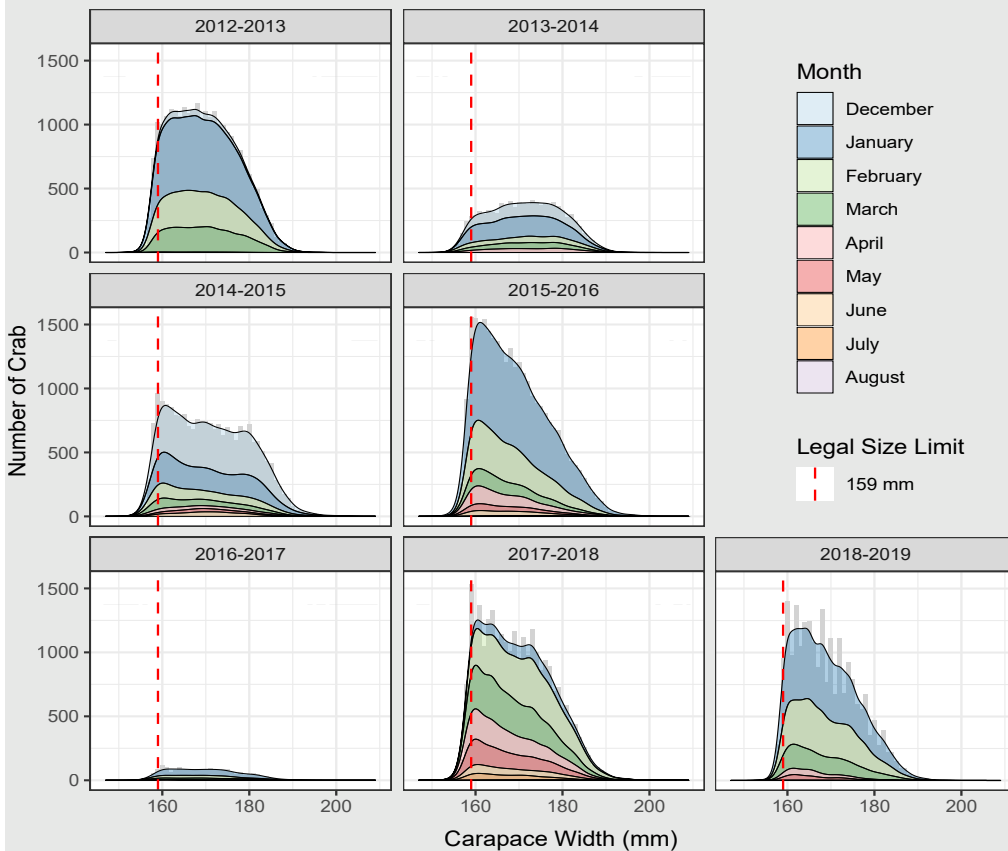 2012-2013
2013-2014
1500
1000
500
0
2014-2015
2015-2016
1500
1000
500
0
2016-2017
2017-2018
2018-2019
1500
1000
500
0
160
180
200
160
180
200
160
180
200
Number of Crab
Carapace Width (mm)
Month
December
January
February
March
April
May
June
July
August
Legal Size Limit
159 mm